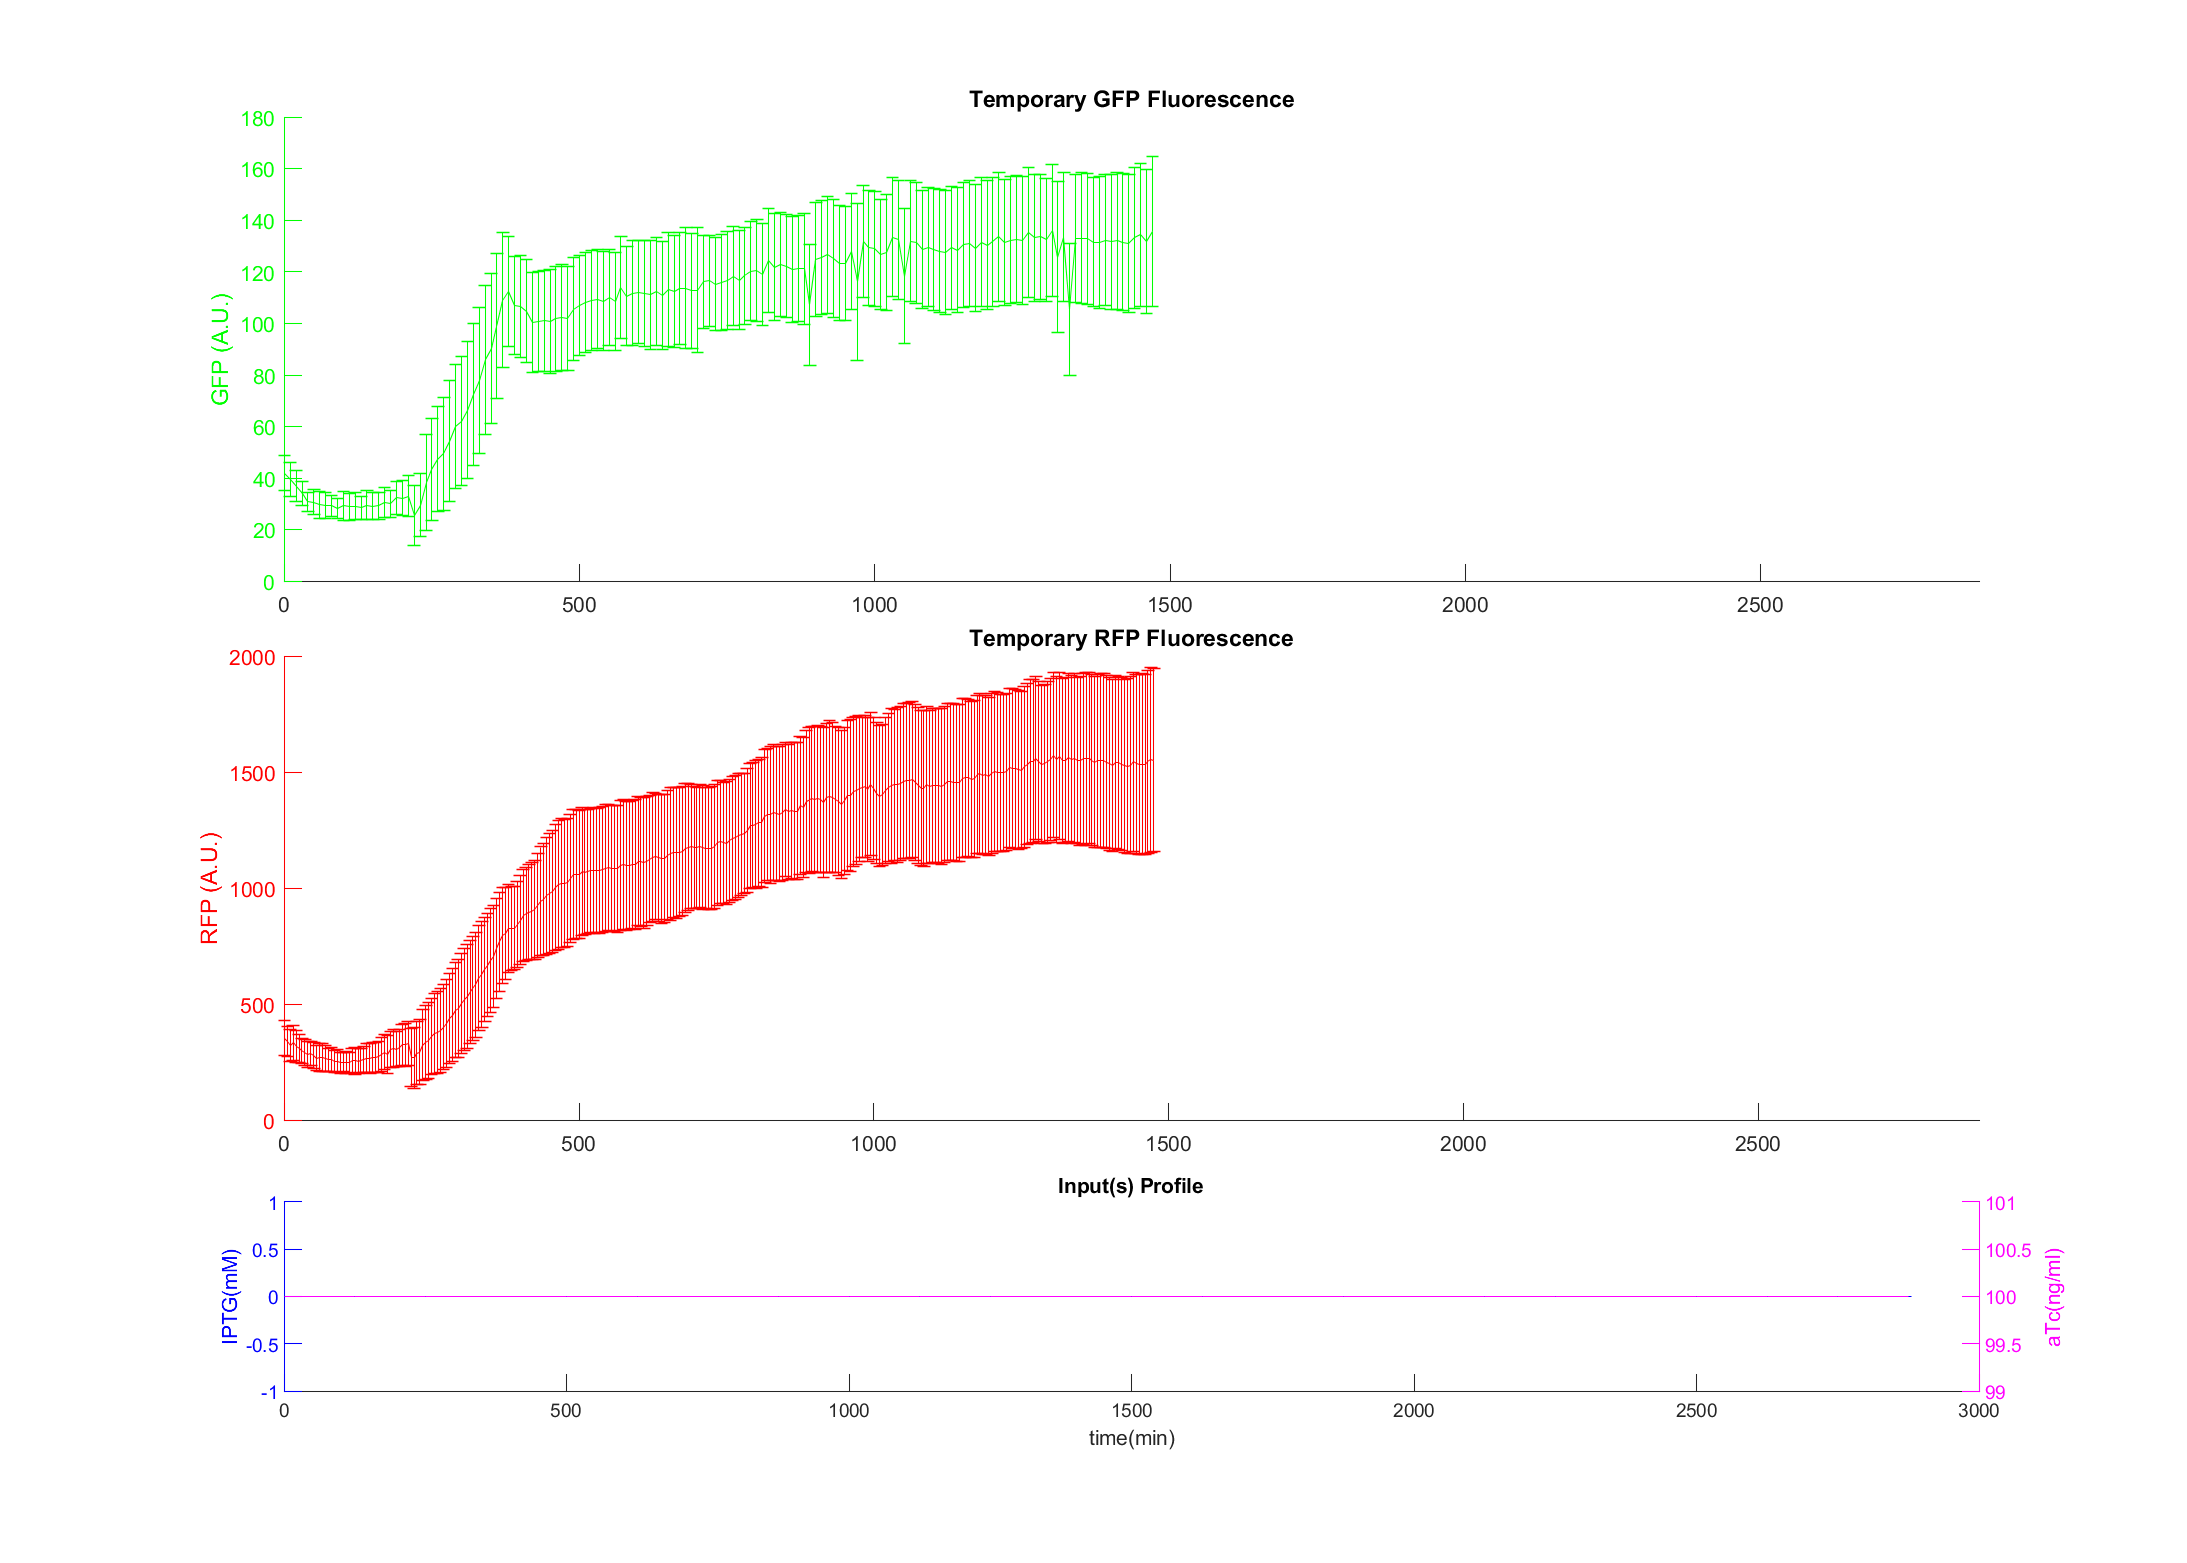 Temporary GFP Fluorescence
180
160
140
120
100
80
60
40
20
0
GFP (A.U.)
0 500 1000 1500 2000 2500
Temporary RFP Fluorescence
2000
1500
1000
500
0
RFP (A.U.)
0 500 1000 1500 2000 2500
Input(s) Profile
1
0.5
0
-0.5
-1
IPTG(mM)
101
100.5
100
99.5
99
aTc(ng/ml)
0 500 1000 1500 2000 2500 3000
time(min)